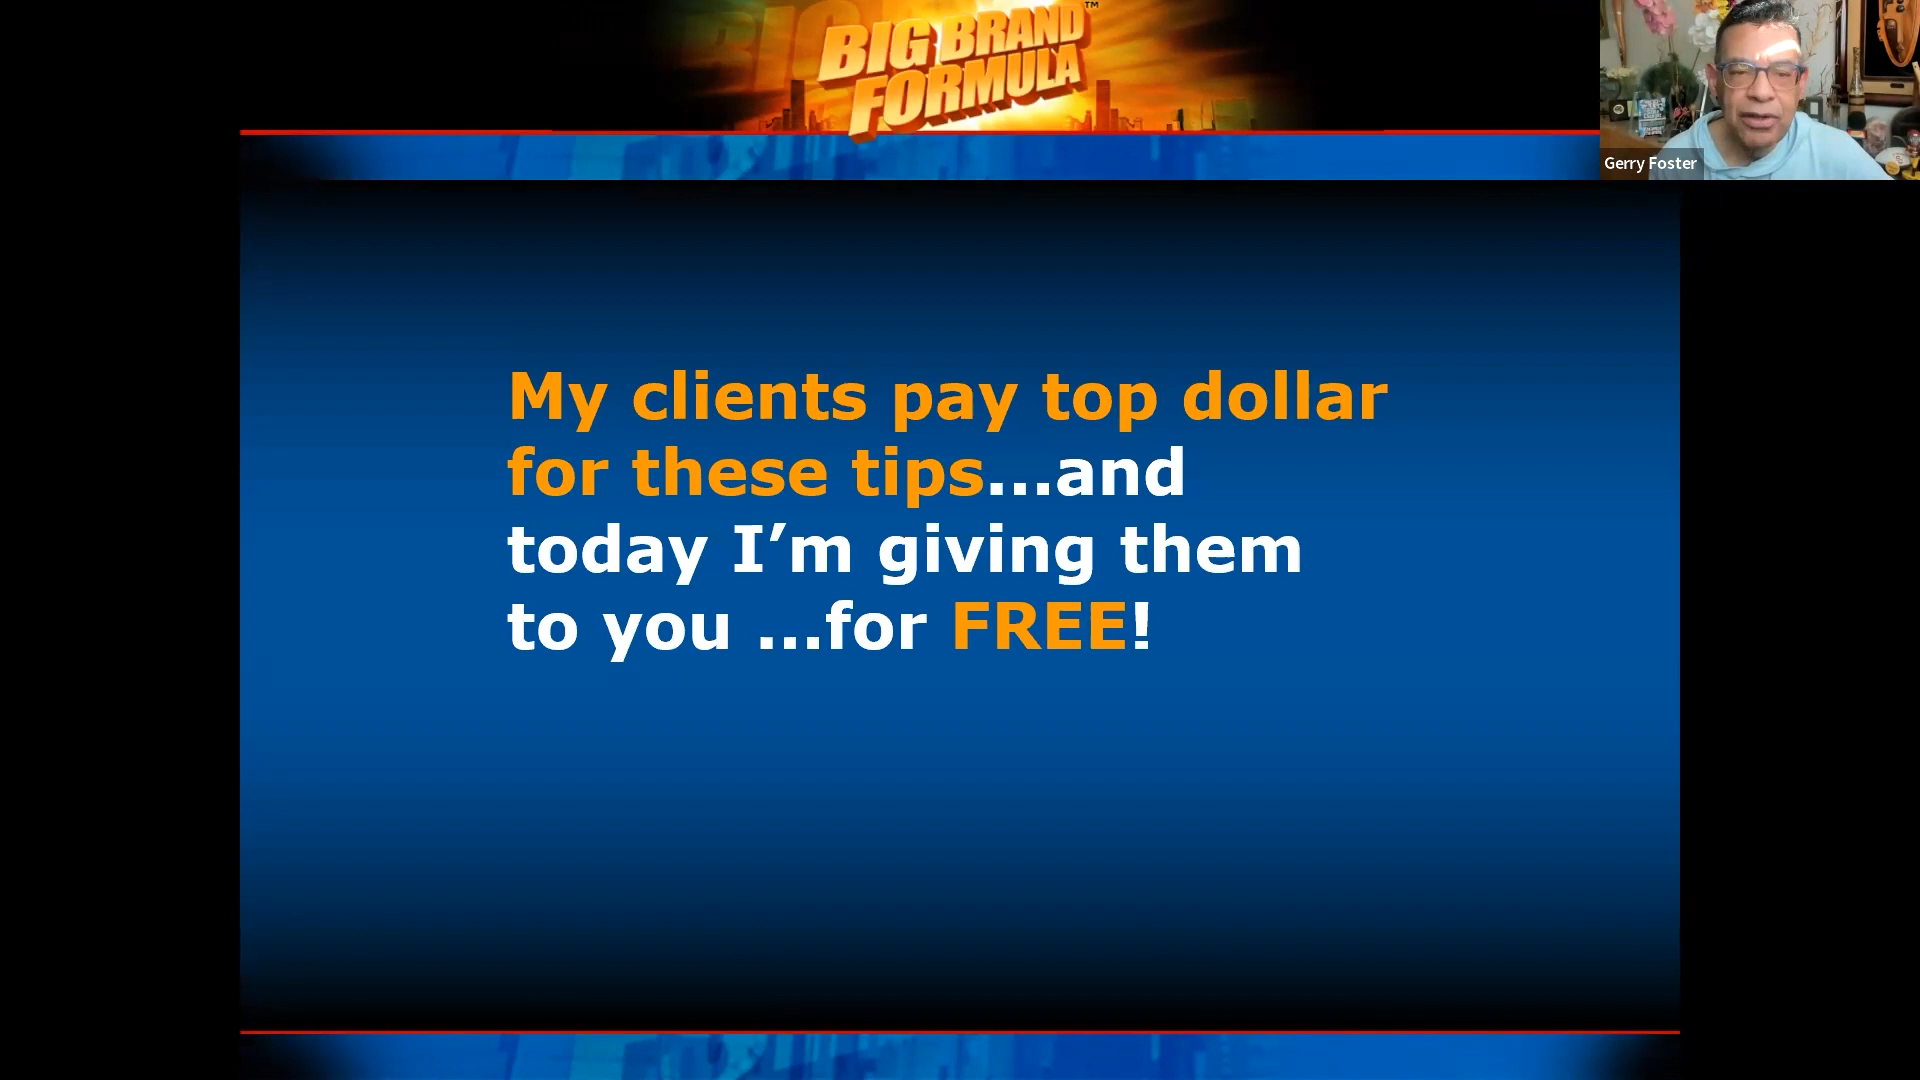 BIG BRAND
FORMULA™
Gerry Foster
My clients pay top dollar
for these tips...and
today I’m giving them
to you ...for FREE!